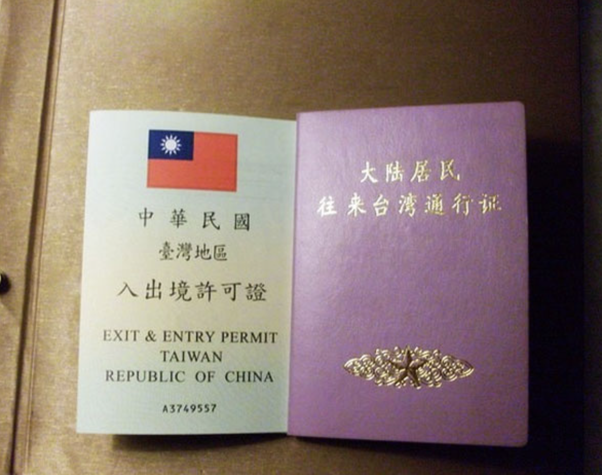 中華民國
臺灣地區
入出境許可證
EXIT & ENTRY PERMIT
TAIWAN
REPUBLIC OF CHINA
A3749557
大陆居民
往来台湾通行证